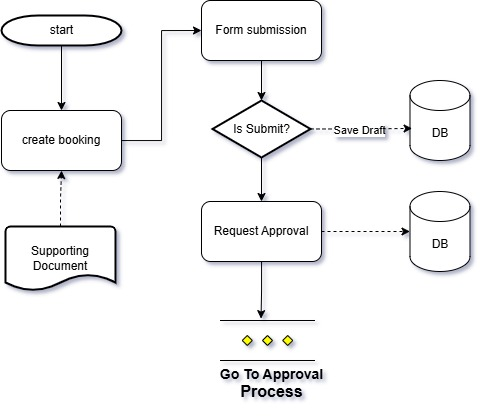 start
Form submission
create booking
Is Submit?
Save Draft
DB
Supporting
Document
Request Approval
DB
Go To Approval
Process